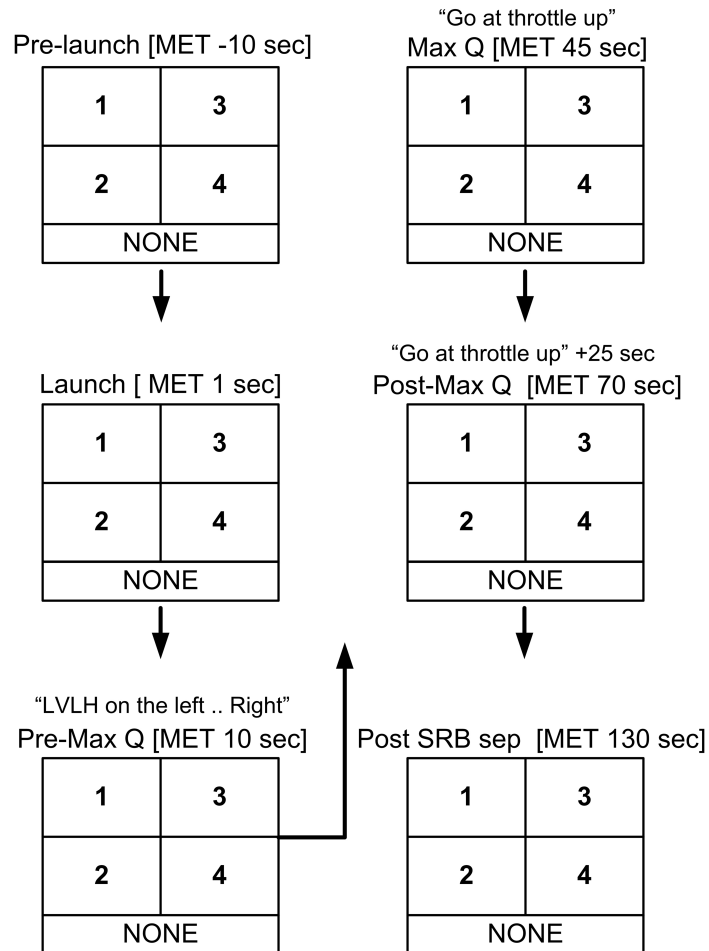 Pre-launch [MET -10 sec]
1 3
2 4
NONE
Launch [ MET 1 sec]
1 3
2 4
NONE
“LVLH on the left .. Right”
Pre-Max Q [MET 10 sec]
1 3
2 4
NONE
“Go at throttle up”
Max Q [MET 45 sec]
1 3
2 4
NONE
“Go at throttle up” +25 sec
Post-Max Q [MET 70 sec]
1 3
2 4
NONE
Post SRB sep [MET 130 sec]
1 3
2 4
NONE